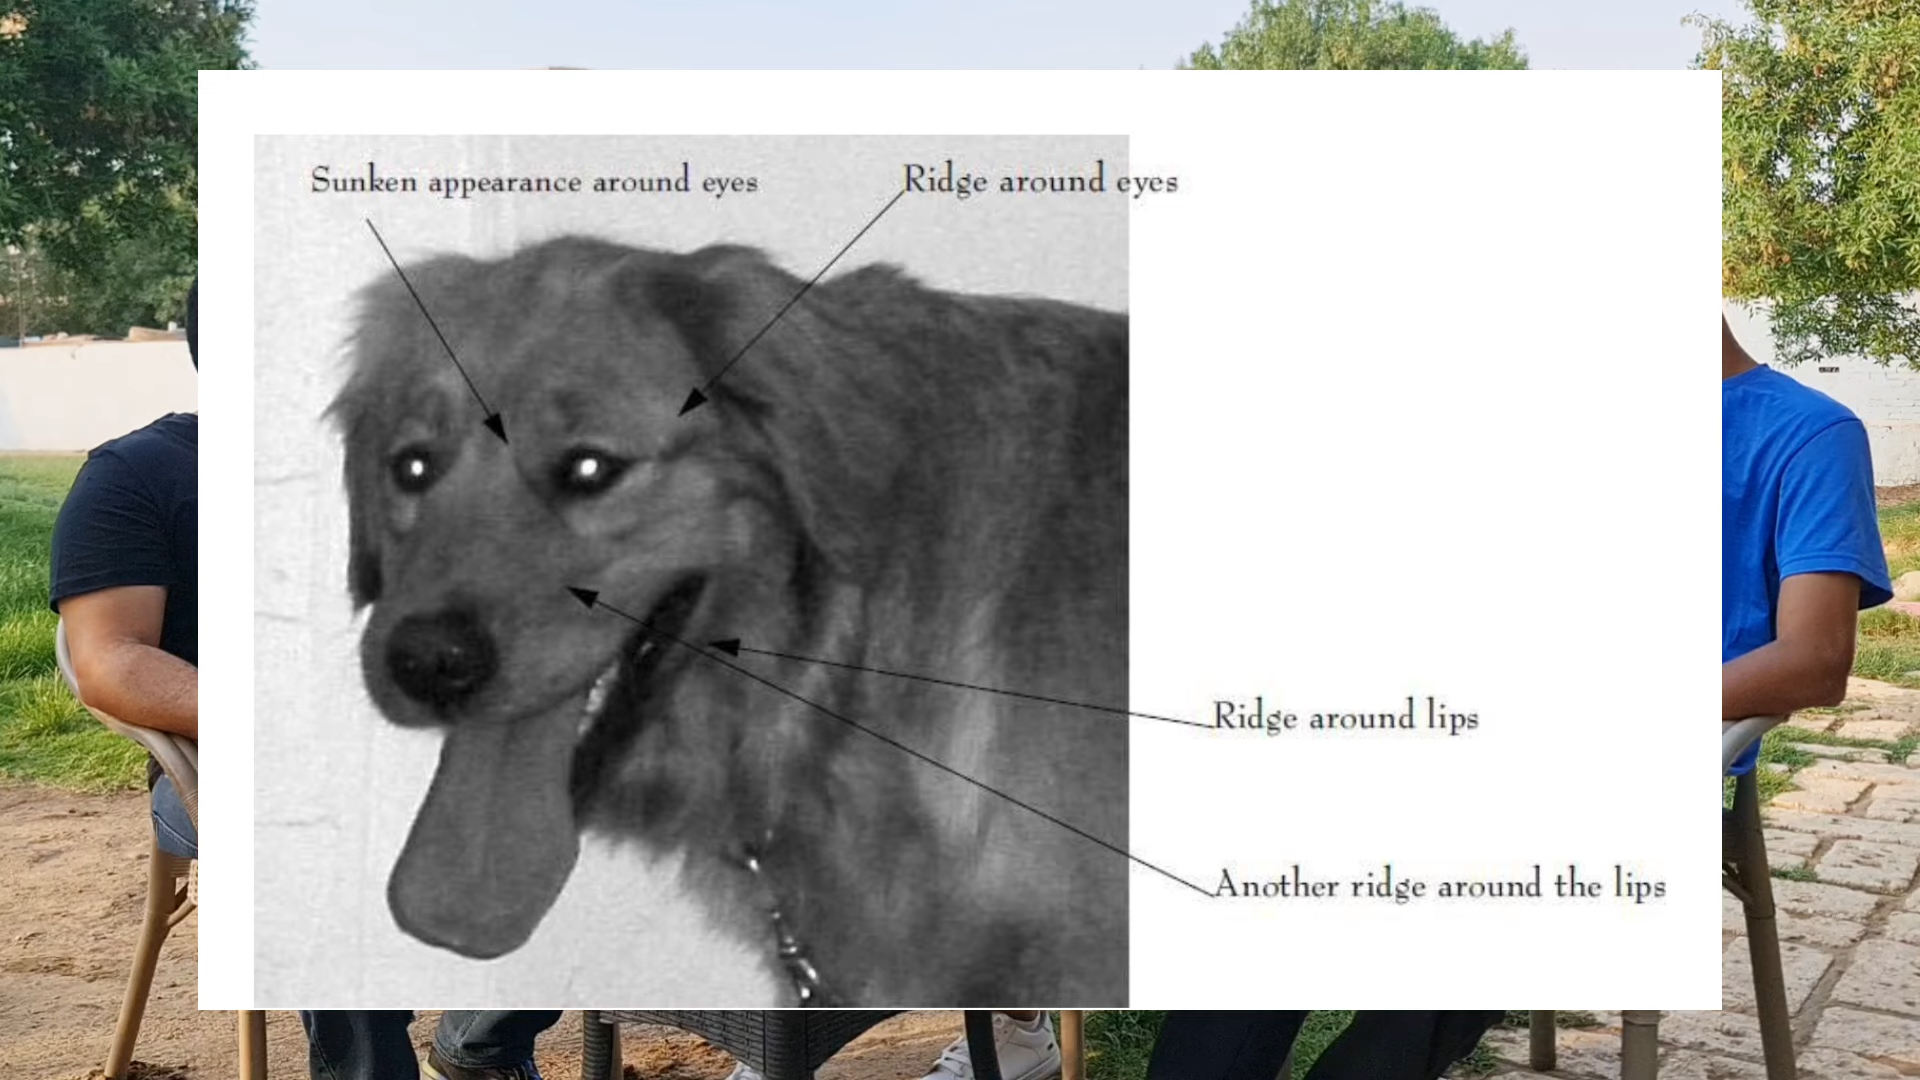 Sunken appearance around eyes
Ridge around eyes
Ridge around lips
Another ridge around the lips